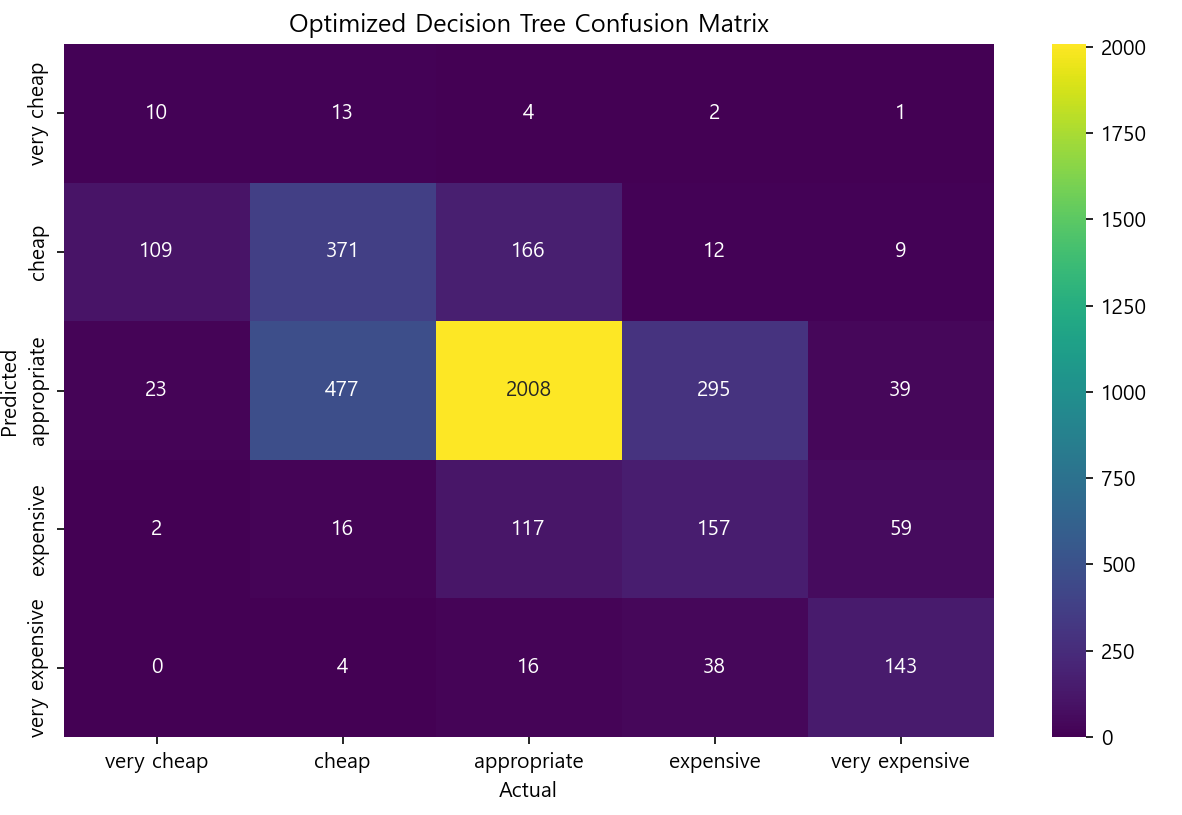 Optimized Decision Tree Confusion Matrix
Predicted
very cheap
10 13 4 2 1
cheap
109 371 166 12 9
appropriate
23 477 2008 295 39
expensive
2 16 117 157 59
very expensive
0 4 16 38 143
very cheap cheap appropriate expensive very expensive
Actual
2000
1750
1500
1250
1000
750
500
250
0